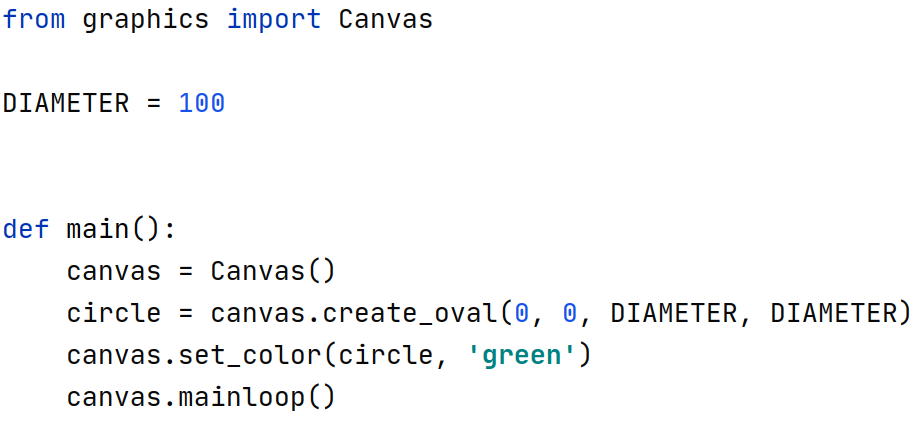 from graphics import Canvas
DIAMETER = 100
def main():
    canvas = Canvas()
    circle = canvas.create_oval(0, 0, DIAMETER, DIAMETER)
    canvas.set_color(circle, 'green')
    canvas.mainloop()